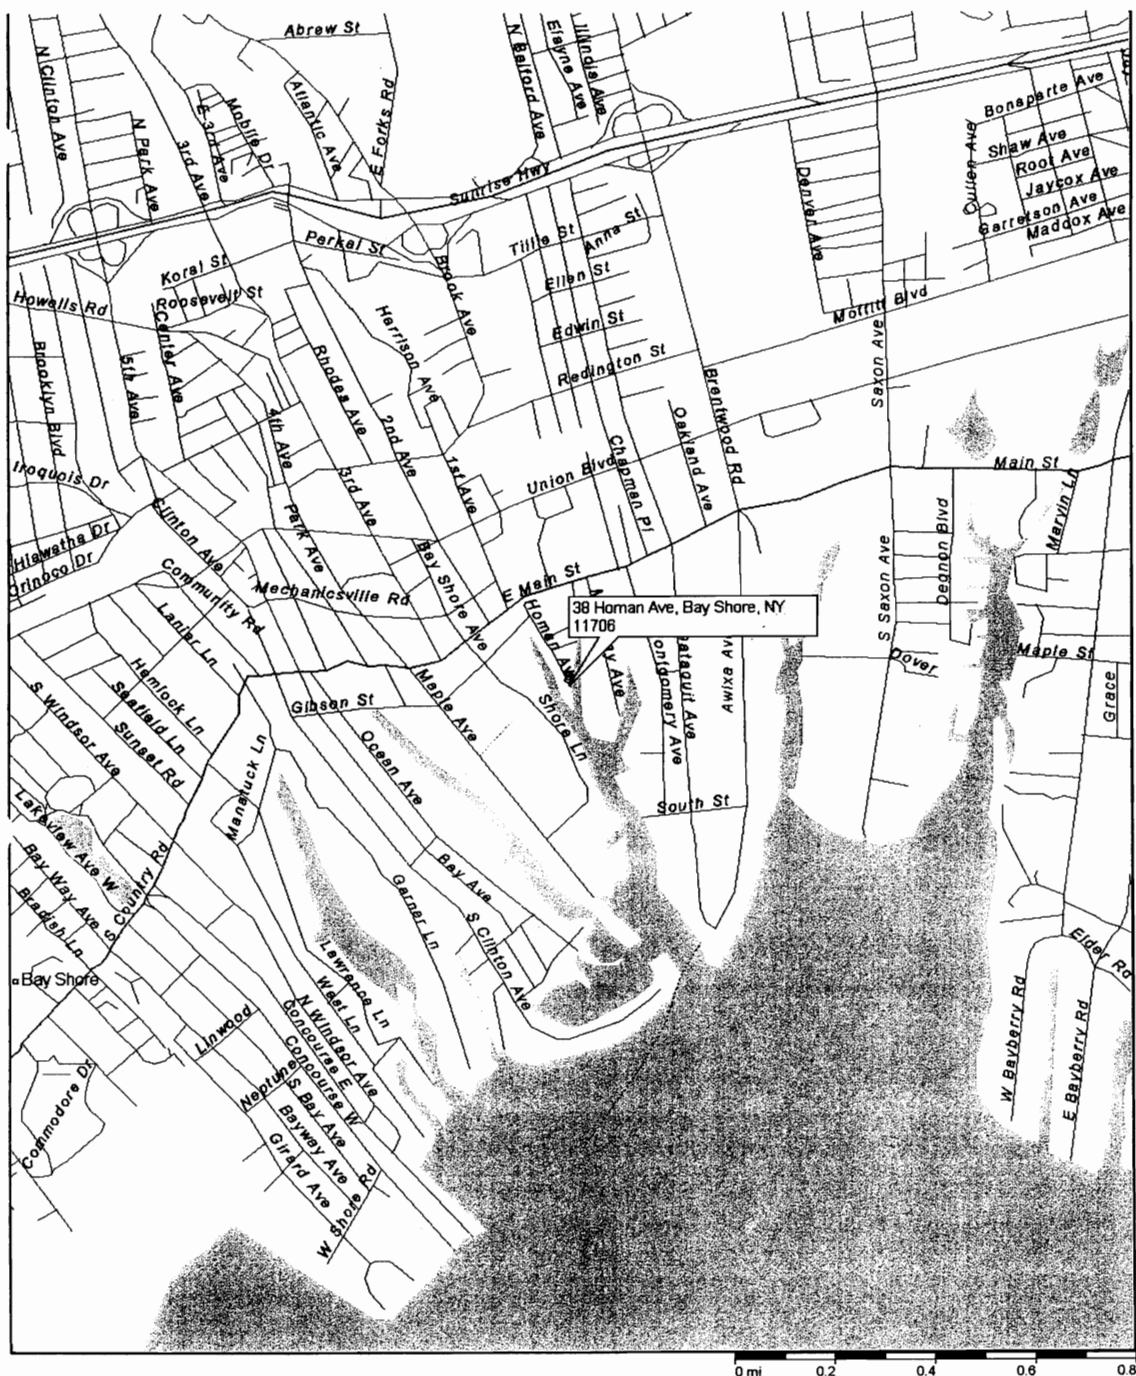 Abrew St
N Clinton Ave
N Park Ave
3rd Ave
E 3rd Ave
Mobile Dr
Atlantic Ave
E Forks Rd
N Belford Ave
Elayne Ave
Illinois Ave
Sunrise Hwy
Bonaparte Ave
Shaw Ave
Root Ave
Jaycox Ave
Garretson Ave
Maddox Ave
Cullen Ave
Denver Ave
Perkal St
Tillie St
Anna St
Koral St
Howells Rd
Roosevelt St
Center Ave
Brook Ave
Ellen St
Edwin St
Redington St
Moffitt Blvd
Saxon Ave
Brooklyn Blvd
5th Ave
Harrison Ave
Rhodes Ave
2nd Ave
4th Ave
3rd Ave
1st Ave
Brentwood Rd
Oakland Ave
Chapman Pl
Union Blvd
Main St
Iroquois Dr
Hiawatha Dr
Orinoco Dr
Clinton Ave
Park Ave
Bay Shore Ave
Community Rd
Mechanicsville Rd
E Main St
Degnon Blvd
Marvin Ln
S Saxon Ave
38 Homan Ave, Bay Shore, NY
11706
Homan Ave
Lanier Ln
Hemlock Ln
Seafield Ln
Sunset Rd
S Windsor Ave
Gibson St
Maple Ave
Shore Ln
Ocean Ave
Awixa Av
Dover
Maple St
Grace
South St
Manatuck Ln
Lakeview Ave W
Bay Way Ave
Bradish Ln
S Country Rd
Bay Ave
Garner Ln
S Clinton Ave
Bay Shore
Lawrence Ln
West Ln
N Windsor Ave
Concourse E
Concourse W
Linwood
Neptune
S Bay Ave
Bayway Ave
Girard Ave
W Shore Rd
Commodore Dr
Elder Rd
W Bayberry Rd
E Bayberry Rd
0 mi 0.2 0.4 0.6 0.8